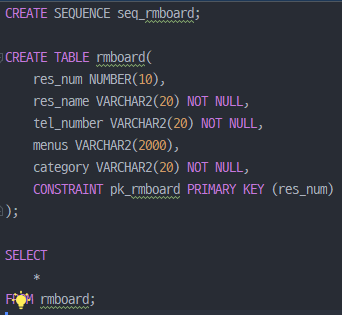 CREATE SEQUENCE seq_rmboard;
CREATE TABLE rmboard(
res_num NUMBER(10),
res_name VARCHAR2(20) NOT NULL,
tel_number VARCHAR2(20) NOT NULL,
menus VARCHAR2(2000),
category VARCHAR2(20) NOT NULL,
CONSTRAINT pk_rmboard PRIMARY KEY (res_num)
);
SELECT
*
FROM rmboard;